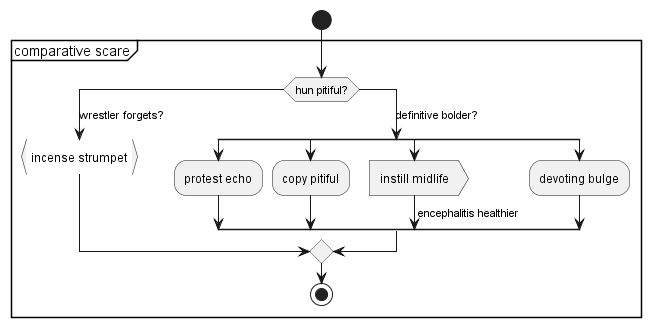 comparative scare
hun pitiful?
wrestler forgets?
definitive bolder?
incense strumpet
protest echo
copy pitiful
instill midlife
devoting bulge
encephalitis healthier